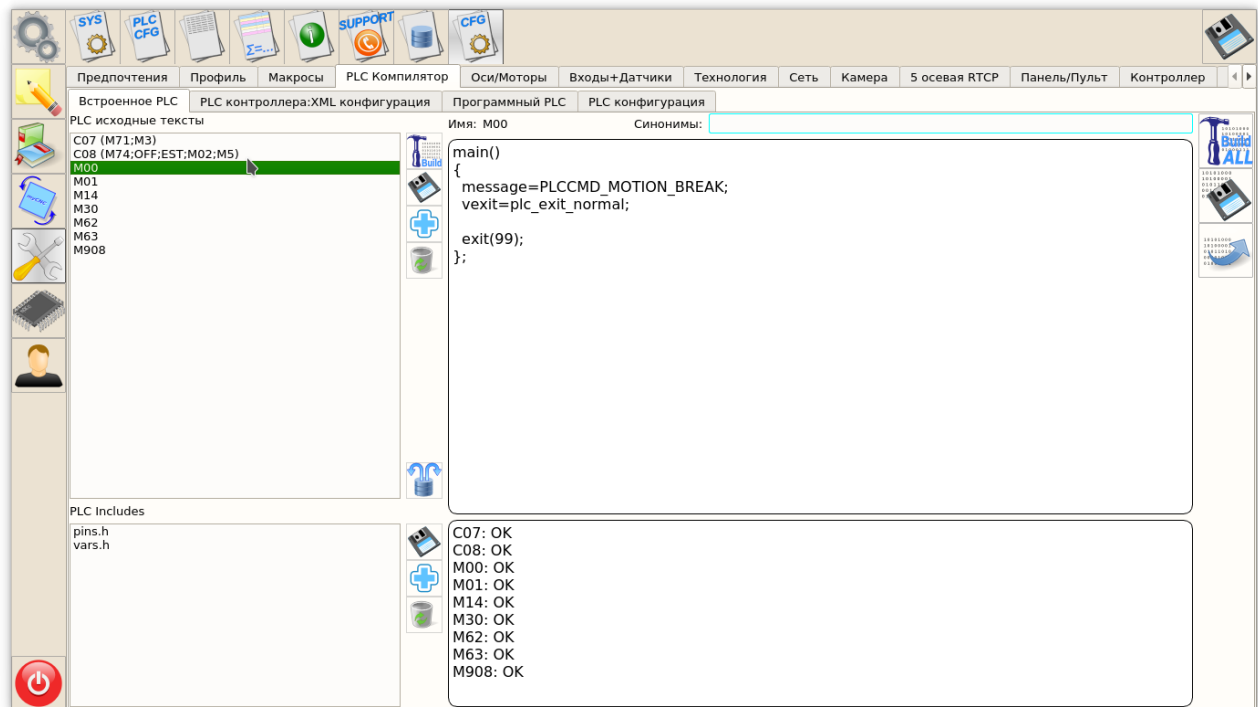 SYS
PLC
CFG
Σ=...
SUPPORT
CFG
Предпочтения Профиль Макросы PLC Компилятор Оси/Моторы Входы+Датчики Технология Сеть Камера 5 осевая RTCP Панель/Пульт Контроллер
Встроенное PLC PLC контроллера:XML конфигурация Программный PLC PLC конфигурация
PLC исходные тексты
C07 (M71;M3)
C08 (M74;OFF;EST;M02;M5)
M00
M01
M14
M30
M62
M63
M908
Build
Имя: M00 Синонимы:
main()
{
message=PLCCMD_MOTION_BREAK;
vexit=plc_exit_normal;
exit(99);
};
Build
ALL
myCNC
PLC Includes
pins.h
vars.h
C07: OK
C08: OK
M00: OK
M01: OK
M14: OK
M30: OK
M62: OK
M63: OK
M908: OK